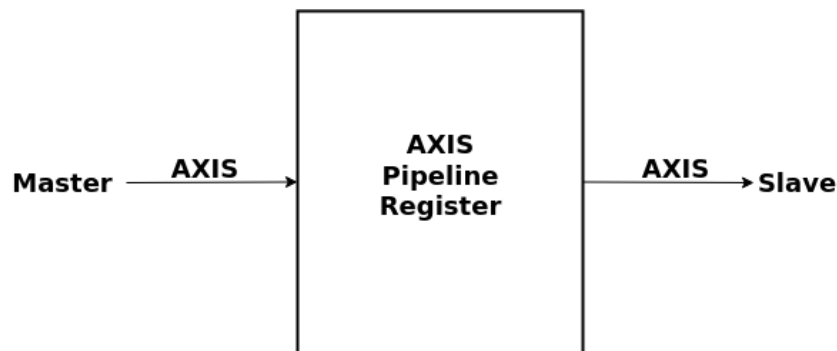 Master
AXIS
AXIS
Pipeline
Register
AXIS
Slave